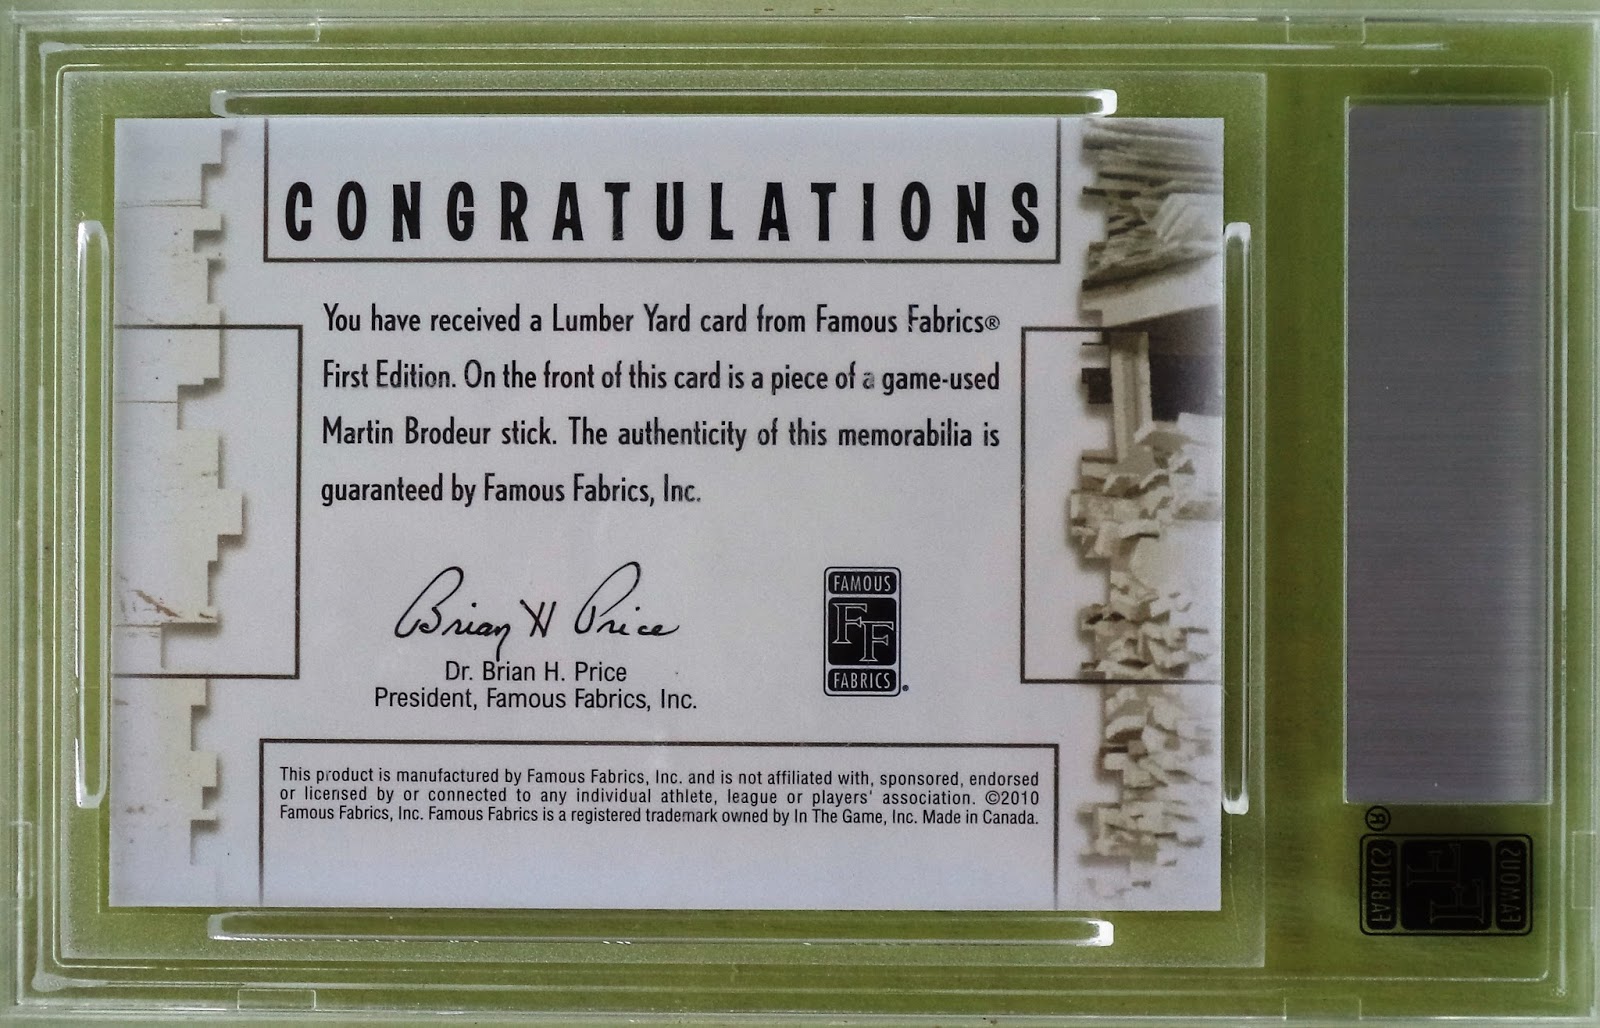 CONGRATULATIONS
You have received a Lumber Yard card from Famous Fabrics®
First Edition. On the front of this card is a piece of a game-used
Martin Brodeur stick. The authenticity of this memorabilia is
guaranteed by Famous Fabrics, Inc.
Brian H Price
Dr. Brian H. Price
President, Famous Fabrics, Inc.
FAMOUS
FF
FABRICS
This product is manufactured by Famous Fabrics, Inc. and is not affiliated with, sponsored, endorsed
or licensed by or connected to any individual athlete, league or players' association. ©2010
Famous Fabrics, Inc. Famous Fabrics is a registered trademark owned by In The Game, Inc. Made in Canada.
FAMOUS
FF
FABRICS®